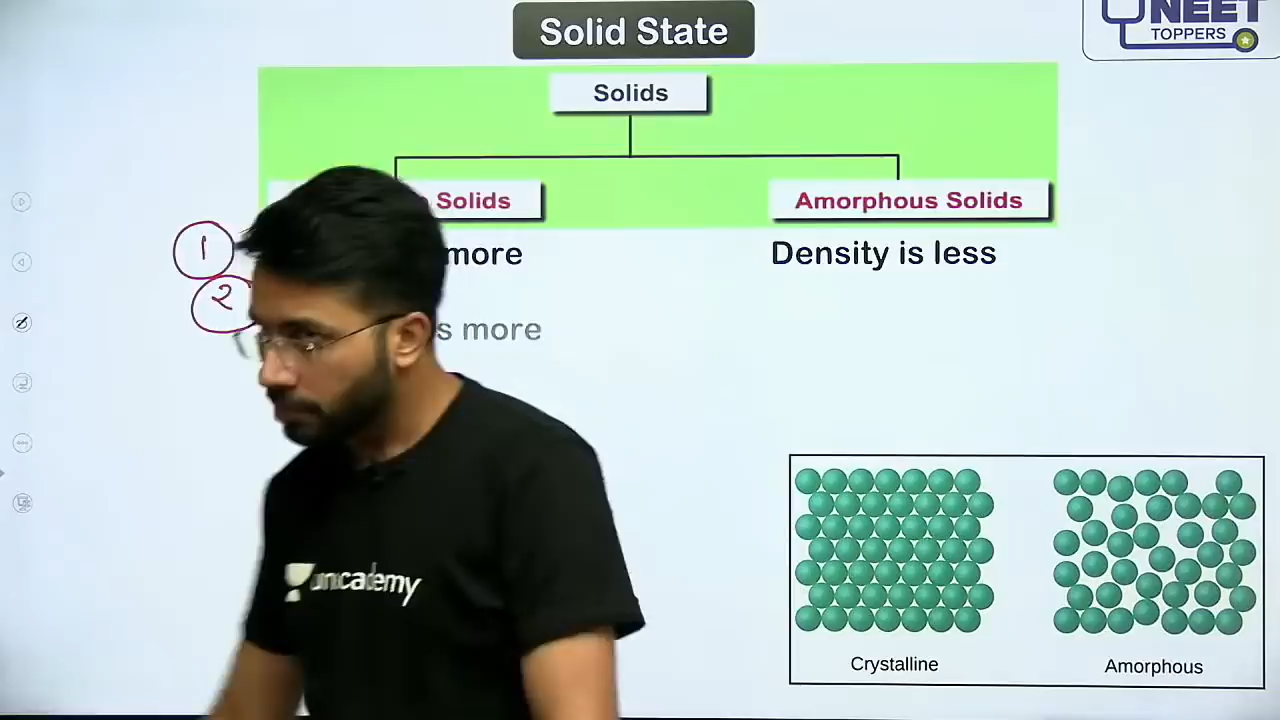 Solid State
NEET
TOPPERS
Solids
Solids
Amorphous Solids
1
more
Density is less
2
s more
unacademy
Crystalline
Amorphous